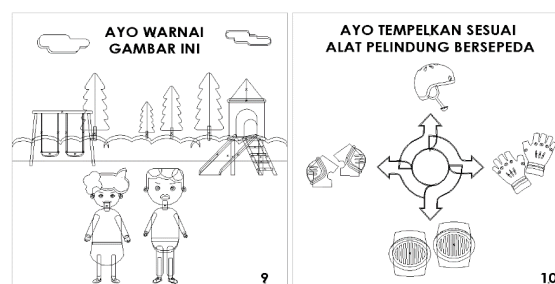 AYO WARNAI
GAMBAR INI
9
AYO TEMPELKAN SESUAI
ALAT PELINDUNG BERSEPEDA
10